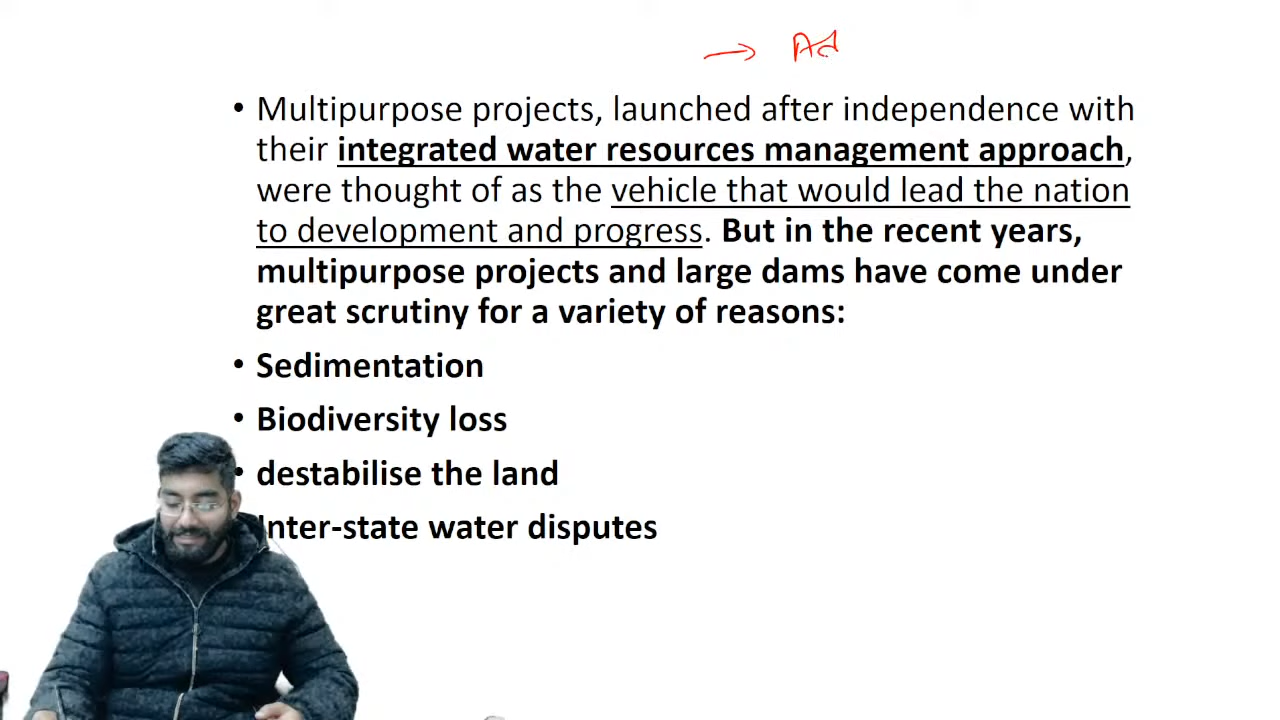 → Ad
• Multipurpose projects, launched after independence with
their integrated water resources management approach,
were thought of as the vehicle that would lead the nation
to development and progress. But in the recent years,
multipurpose projects and large dams have come under
great scrutiny for a variety of reasons:
• Sedimentation
• Biodiversity loss
• destabilise the land
Inter-state water disputes